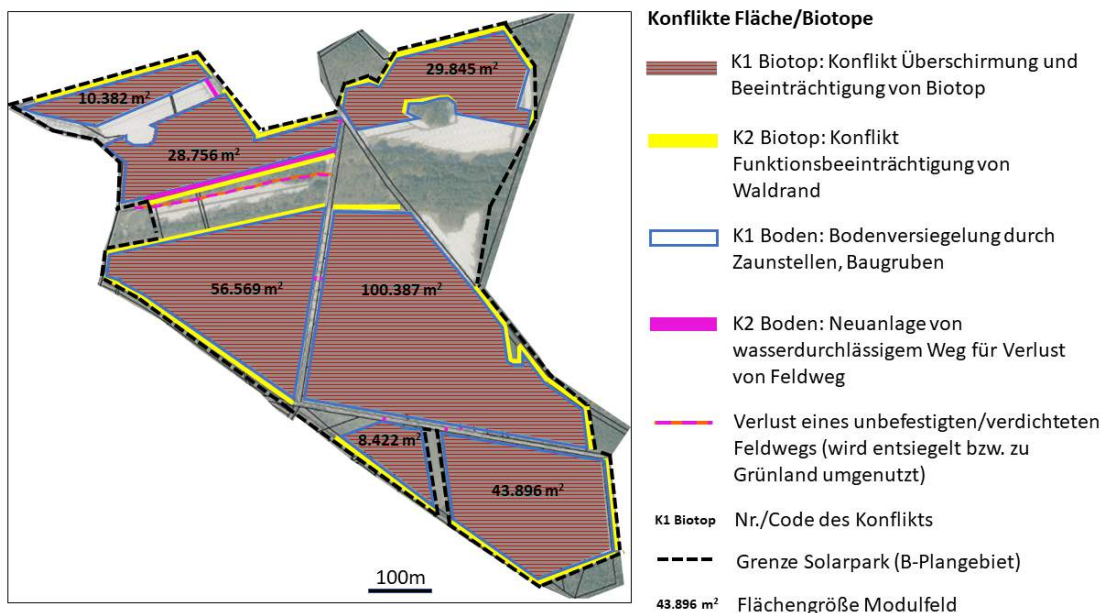 10.382 m²
29.845 m²
28.756 m²
56.569 m²
100.387 m²
8.422 m²
43.896 m²
100m
Konflikte Fläche/Biotope
K1 Biotop: Konflikt Überschirmung und
Beeinträchtigung von Biotop
K2 Biotop: Konflikt
Funktionsbeeinträchtigung von
Waldrand
K1 Boden: Bodenversiegelung durch
Zaunstellen, Baugruben
K2 Boden: Neuanlage von
wasserdurchlässigem Weg für Verlust
von Feldweg
Verlust eines unbefestigten/verdichteten
Feldwegs (wird entsiegelt bzw. zu
Grünland umgenutzt)
K1 Biotop Nr./Code des Konflikts
Grenze Solarpark (B-Plangebiet)
43.896 m² Flächengröße Modulfeld